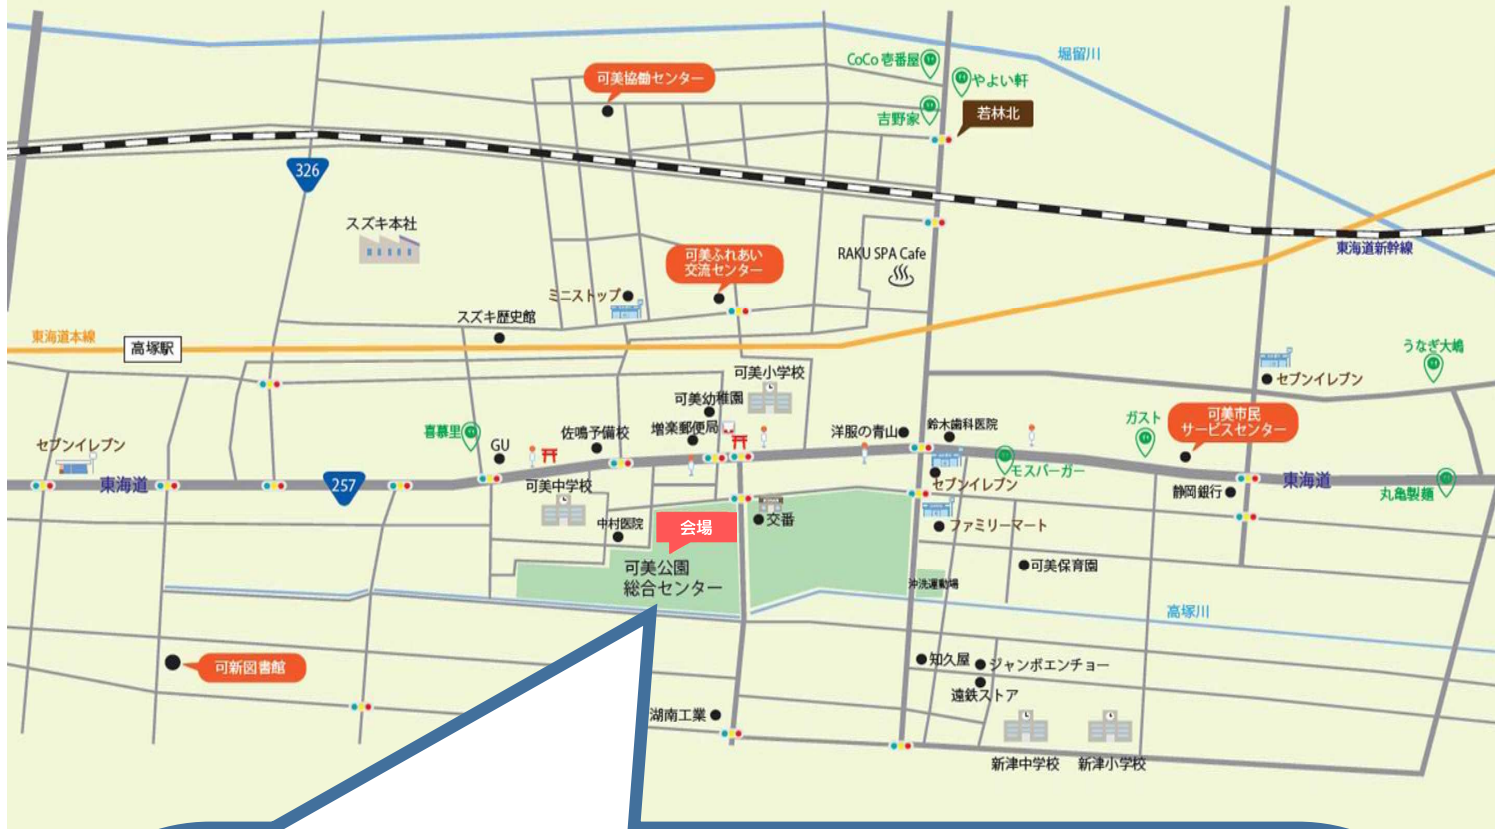 堀留川
CoCo 壱番屋
やよい軒
吉野家
若林北
可美協働センター
326
スズキ本社
可美ふれあい
交流センター
RAKU SPA Cafe
東海道新幹線
ミニストップ
スズキ歴史館
東海道本線
高塚駅
うなぎ大嶋
セブンイレブン
可美小学校
可美幼稚園
増楽郵便局
佐鳴予備校
喜慕里
GU
セブンイレブン
東海道
257
洋服の青山
鈴木歯科医院
ガスト
可美市民
サービスセンター
モスバーガー
セブンイレブン
静岡銀行
東海道
丸亀製麺
可美中学校
中村医院
会場
交番
ファミリーマート
可美公園
総合センター
可美保育園
沖洗運動場
高塚川
可新図書館
知久屋
ジャンボエンチョー
遠鉄ストア
湖南工業
新津中学校
新津小学校